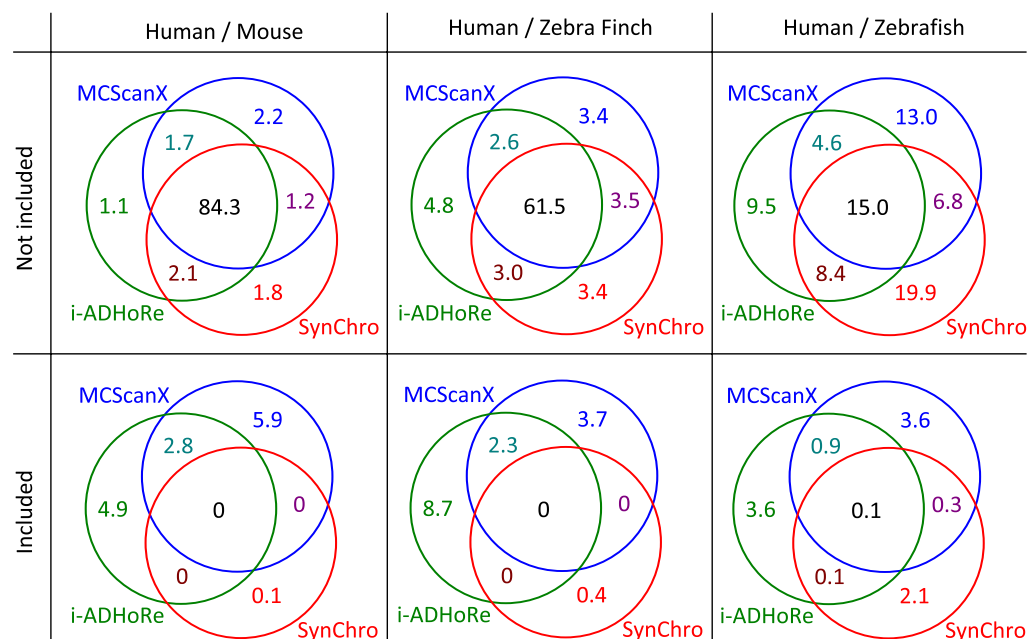 Human / Mouse
Human / Zebra Finch
Human / Zebrafish
Not included
MCScanX
2.2
1.7
1.1
84.3
1.2
2.1
1.8
i-ADHoRe
SynChro
MCScanX
3.4
2.6
4.8
61.5
3.5
3.0
3.4
i-ADHoRe
SynChro
MCScanX
13.0
4.6
9.5
15.0
6.8
8.4
19.9
i-ADHoRe
SynChro
Included
MCScanX
5.9
2.8
4.9
0
0
0
0.1
i-ADHoRe
SynChro
MCScanX
3.7
2.3
8.7
0
0
0
0.4
i-ADHoRe
SynChro
MCScanX
3.6
0.9
3.6
0.1
0.3
0.1
2.1
i-ADHoRe
SynChro